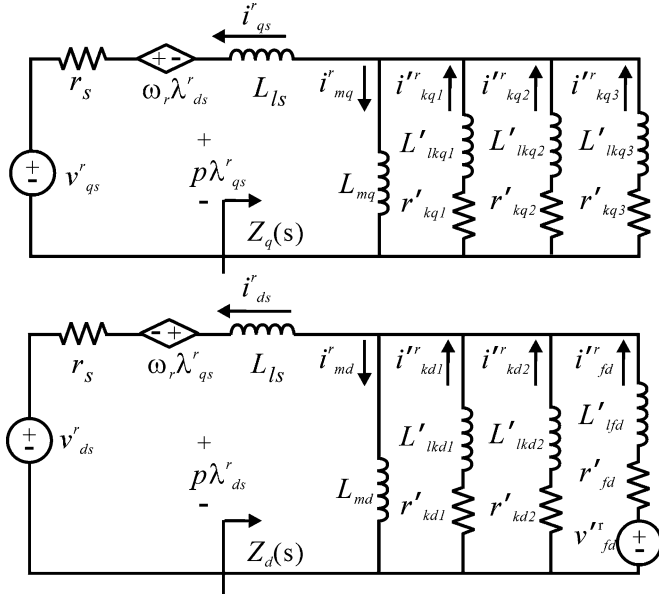 i^r_qs
r_s
+ -
ω_r λ^r_ds
L_ls
i^r_mq
i'^r_kq1
i'^r_kq2
i'^r_kq3
+
-
v^r_qs
+
pλ^r_qs
-
Z_q(s)
L_mq
L'_lkq1
r'_kq1
L'_lkq2
r'_kq2
L'_lkq3
r'_kq3
i^r_ds
r_s
- +
ω_r λ^r_qs
L_ls
i^r_md
i'^r_kd1
i'^r_kd2
i'^r_fd
+
-
v^r_ds
+
pλ^r_ds
-
Z_d(s)
L_md
L'_lkd1
r'_kd1
L'_lkd2
r'_kd2
L'_lfd
r'_fd
v'^r_fd
+
-